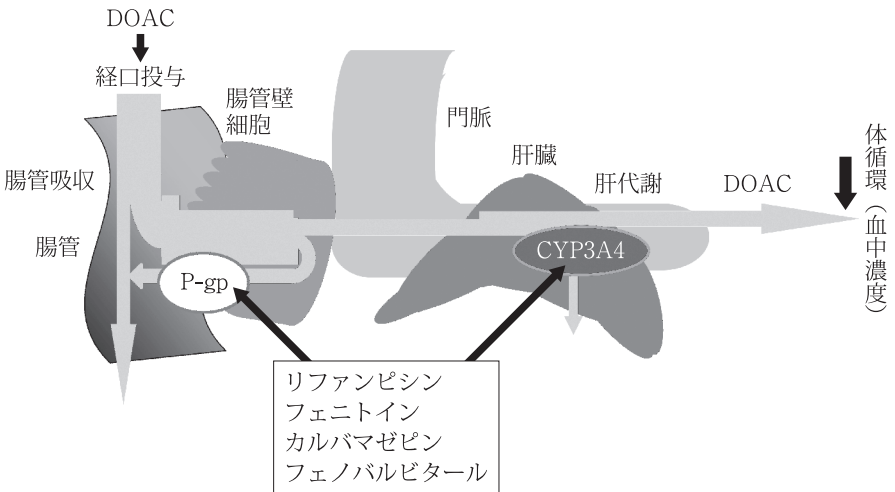 DOAC
経口投与
腸管壁
細胞
門脈
肝臓
肝代謝
DOAC
体循環（血中濃度）
腸管吸収
腸管
P-gp
CYP3A4
リファンピシン
フェニトイン
カルバマゼピン
フェノバルビタール